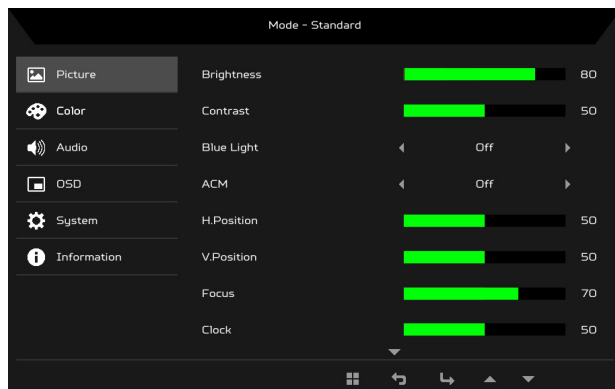 Mode - Standard
Picture
Color
Audio
OSD
System
Information
Brightness 80
Contrast 50
Blue Light Off
ACM Off
H.Position 50
V.Position 50
Focus 70
Clock 50